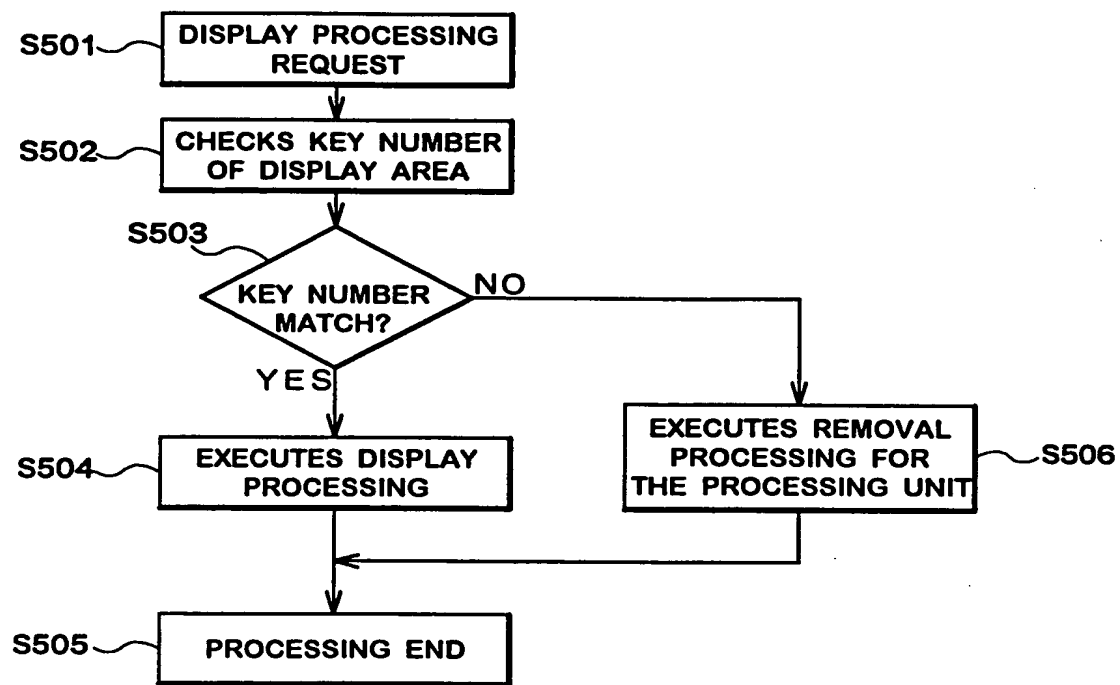 S501
DISPLAY PROCESSING
REQUEST
S502
CHECKS KEY NUMBER
OF DISPLAY AREA
S503
KEY NUMBER
MATCH?
NO
YES
S504
EXECUTES DISPLAY
PROCESSING
EXECUTES REMOVAL
PROCESSING FOR
THE PROCESSING UNIT
S506
S505
PROCESSING END